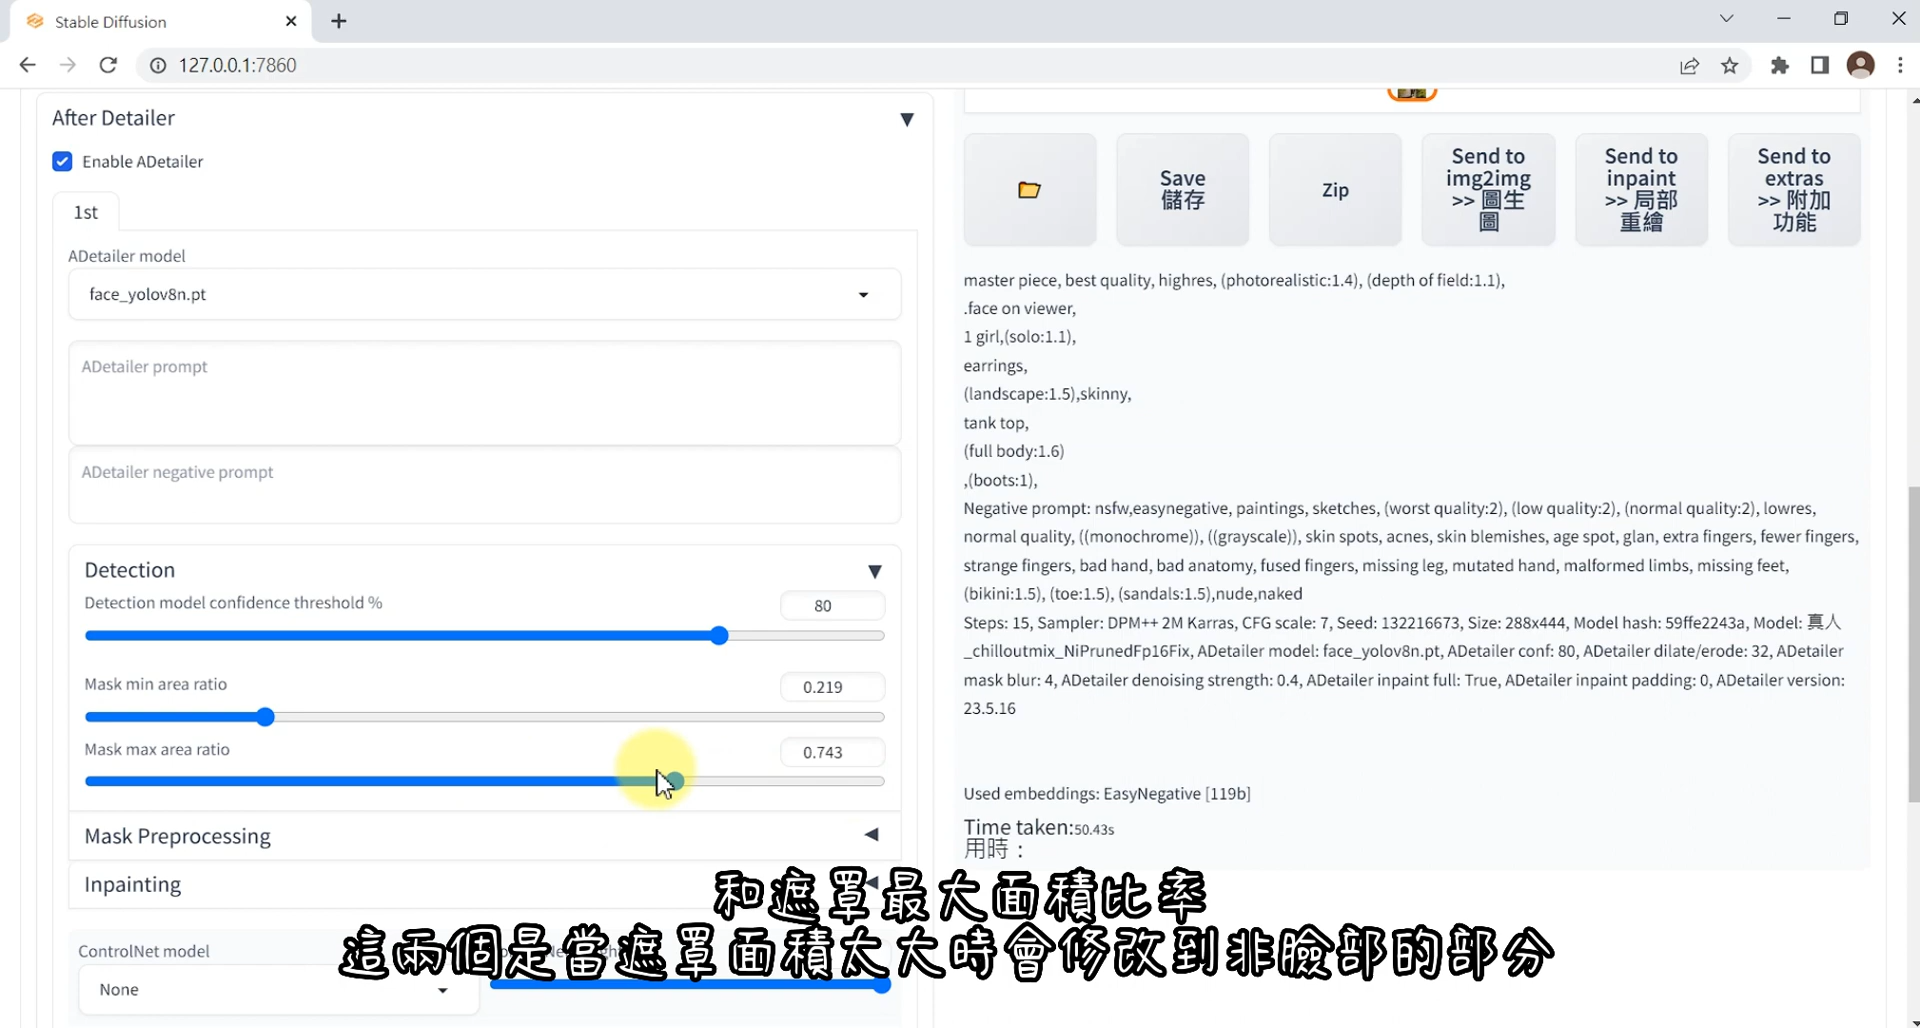 Stable Diffusion
127.0.0.1:7860
After Detailer
Enable ADetailer
1st
ADetailer model
face_yolov8n.pt
ADetailer prompt
ADetailer negative prompt
Detection
Detection model confidence threshold %
80
Mask min area ratio
0.219
Mask max area ratio
0.743
Mask Preprocessing
Inpainting
ControlNet model
None
Save
儲存
Zip
Send to
img2img
>> 圖生
圖
Send to
inpaint
>> 局部
重繪
Send to
extras
>> 附加
功能
master piece, best quality, highres, (photorealistic:1.4), (depth of field:1.1),
.face on viewer,
1 girl,(solo:1.1),
earrings,
(landscape:1.5),skinny,
tank top,
(full body:1.6)
,(boots:1),
Negative prompt: nsfw,easynegative, paintings, sketches, (worst quality:2), (low quality:2), (normal quality:2), lowres,
normal quality, ((monochrome)), ((grayscale)), skin spots, acnes, skin blemishes, age spot, glan, extra fingers, fewer fingers,
strange fingers, bad hand, bad anatomy, fused fingers, missing leg, mutated hand, malformed limbs, missing feet,
(bikini:1.5), (toe:1.5), (sandals:1.5),nude,naked
Steps: 15, Sampler: DPM++ 2M Karras, CFG scale: 7, Seed: 132216673, Size: 288x444, Model hash: 59ffe2243a, Model: 真人
_chilloutmix_NiPrunedFp16Fix, ADetailer model: face_yolov8n.pt, ADetailer conf: 80, ADetailer dilate/erode: 32, ADetailer
mask blur: 4, ADetailer denoising strength: 0.4, ADetailer inpaint full: True, ADetailer inpaint padding: 0, ADetailer version:
23.5.16
Used embeddings: EasyNegative [119b]
Time taken:50.43s
用時：
和遮罩最大面積比率
這兩個是當遮罩面積太大時會修改到非臉部的部分